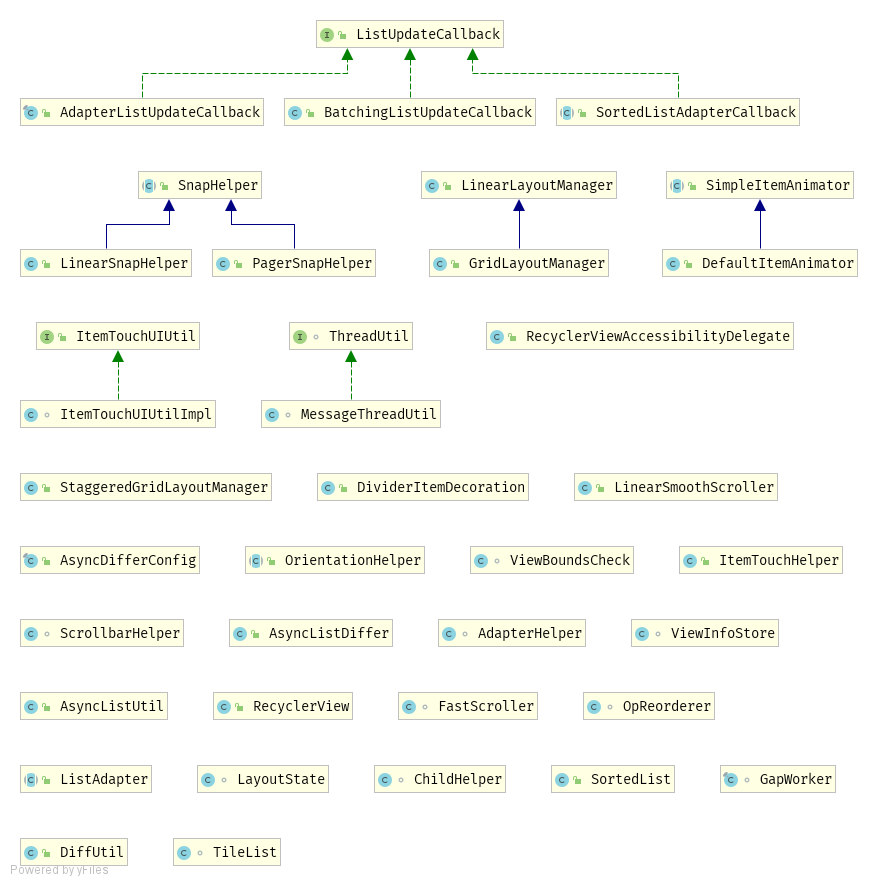 ListUpdateCallback
AdapterListUpdateCallback
BatchingListUpdateCallback
SortedListAdapterCallback
SnapHelper
LinearLayoutManager
SimpleItemAnimator
LinearSnapHelper
PagerSnapHelper
GridLayoutManager
DefaultItemAnimator
ItemTouchUIUtil
ThreadUtil
RecyclerViewAccessibilityDelegate
ItemTouchUIUtilImpl
MessageThreadUtil
StaggeredGridLayoutManager
DividerItemDecoration
LinearSmoothScroller
AsyncDifferConfig
OrientationHelper
ViewBoundsCheck
ItemTouchHelper
ScrollbarHelper
AsyncListDiffer
AdapterHelper
ViewInfoStore
AsyncListUtil
RecyclerView
FastScroller
OpReorderer
ListAdapter
LayoutState
ChildHelper
SortedList
GapWorker
DiffUtil
TileList
Powered by yFiles